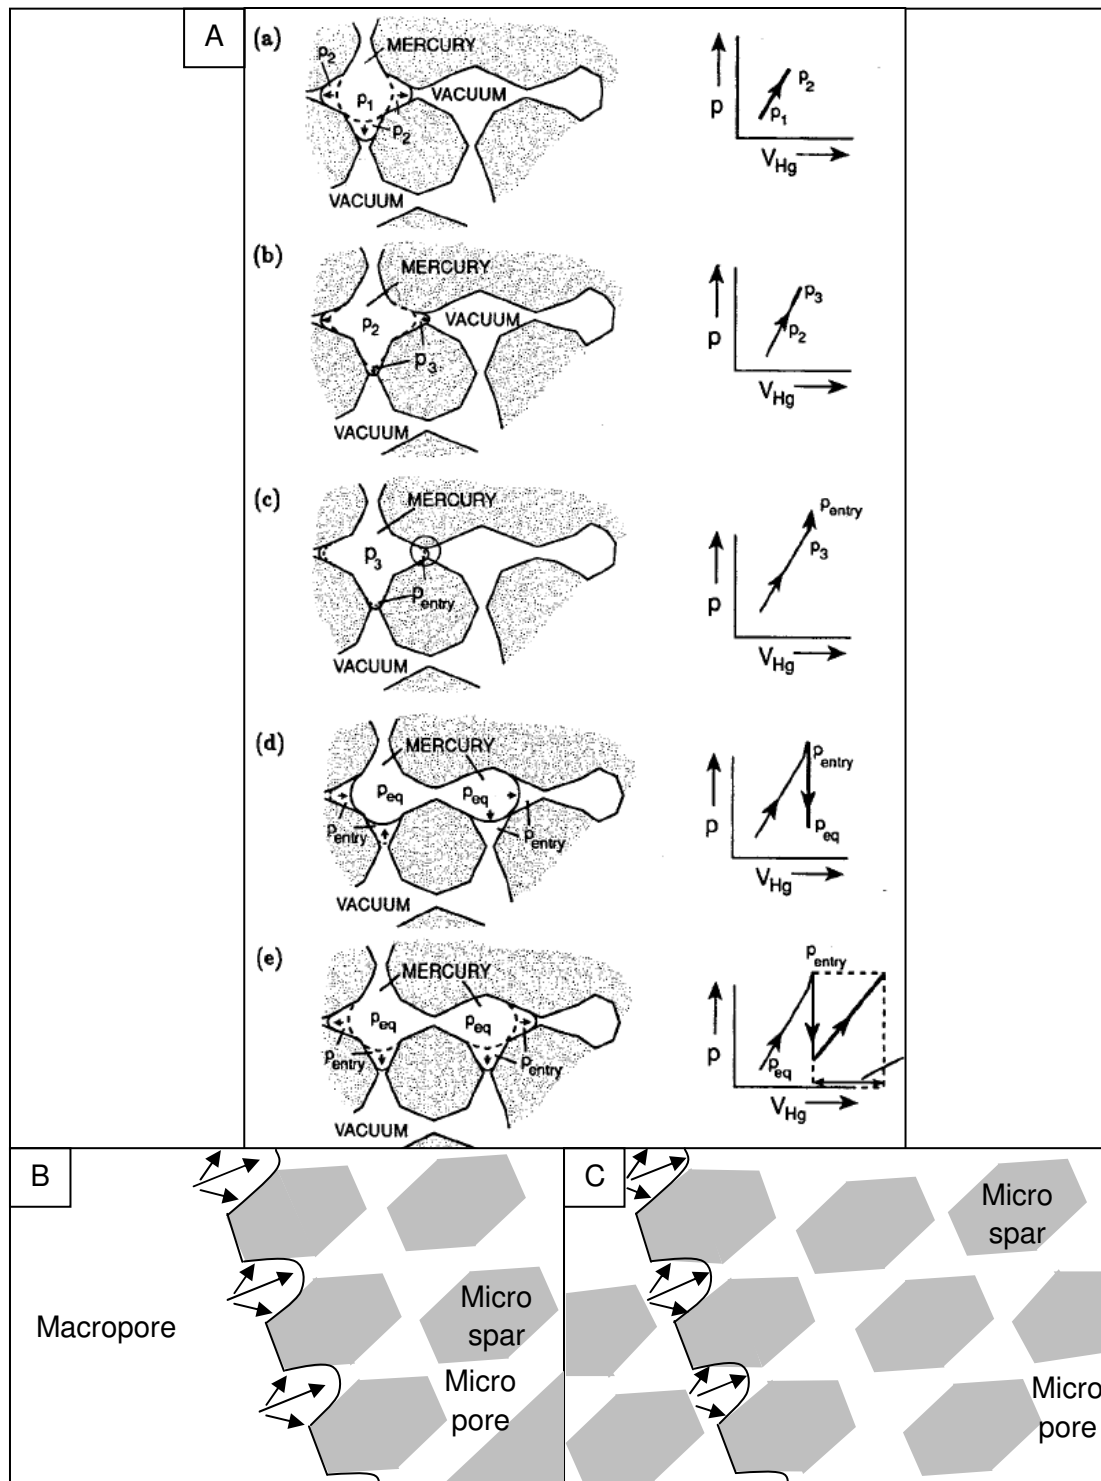 A
(a)
MERCURY
p2
p1
p2
VACUUM
VACUUM
p
p2
p1
VHg
(b)
MERCURY
p2
VACUUM
p3
VACUUM
p
p3
p2
VHg
(c)
MERCURY
p3
pentry
VACUUM
p
pentry
p3
VHg
(d)
MERCURY
peq
peq
pentry
pentry
VACUUM
p
pentry
peq
VHg
(e)
MERCURY
peq
peq
pentry
pentry
VACUUM
p
pentry
peq
VHg
B
Macropore
Micro
spar
Micro
pore
C
Micro
spar
Micro
pore